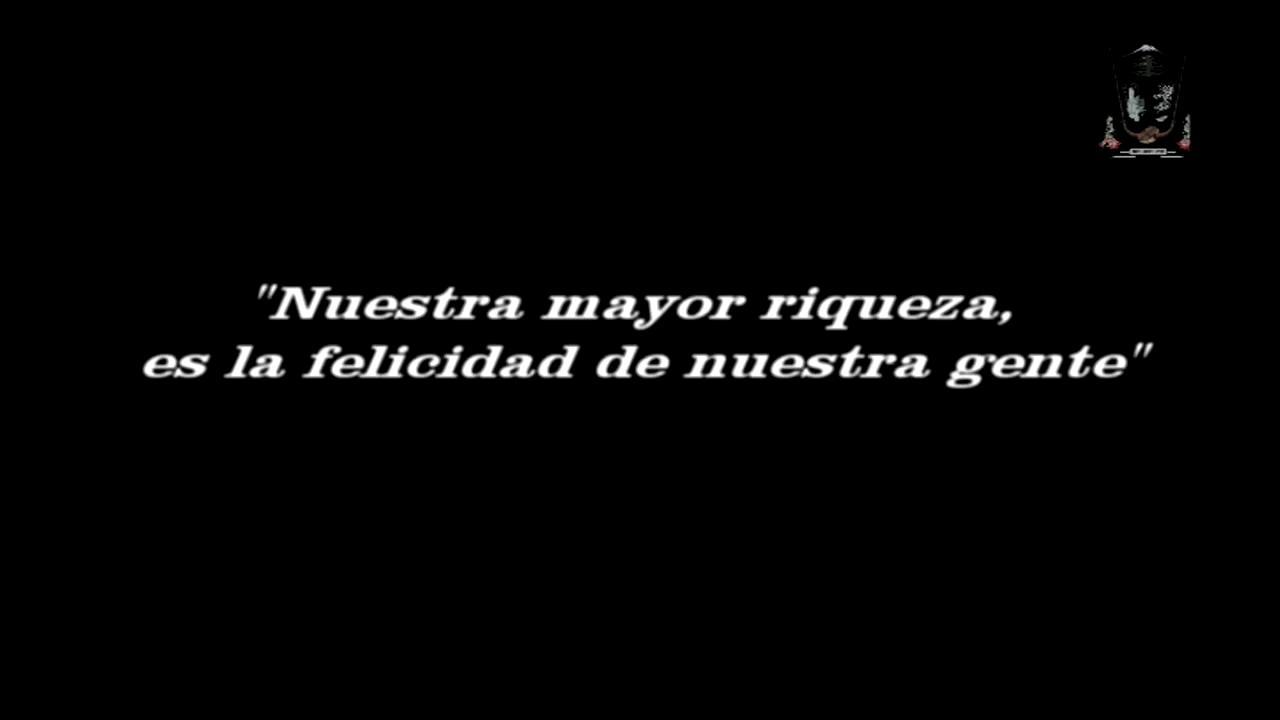 "Nuestra mayor riqueza,
es la felicidad de nuestra gente"